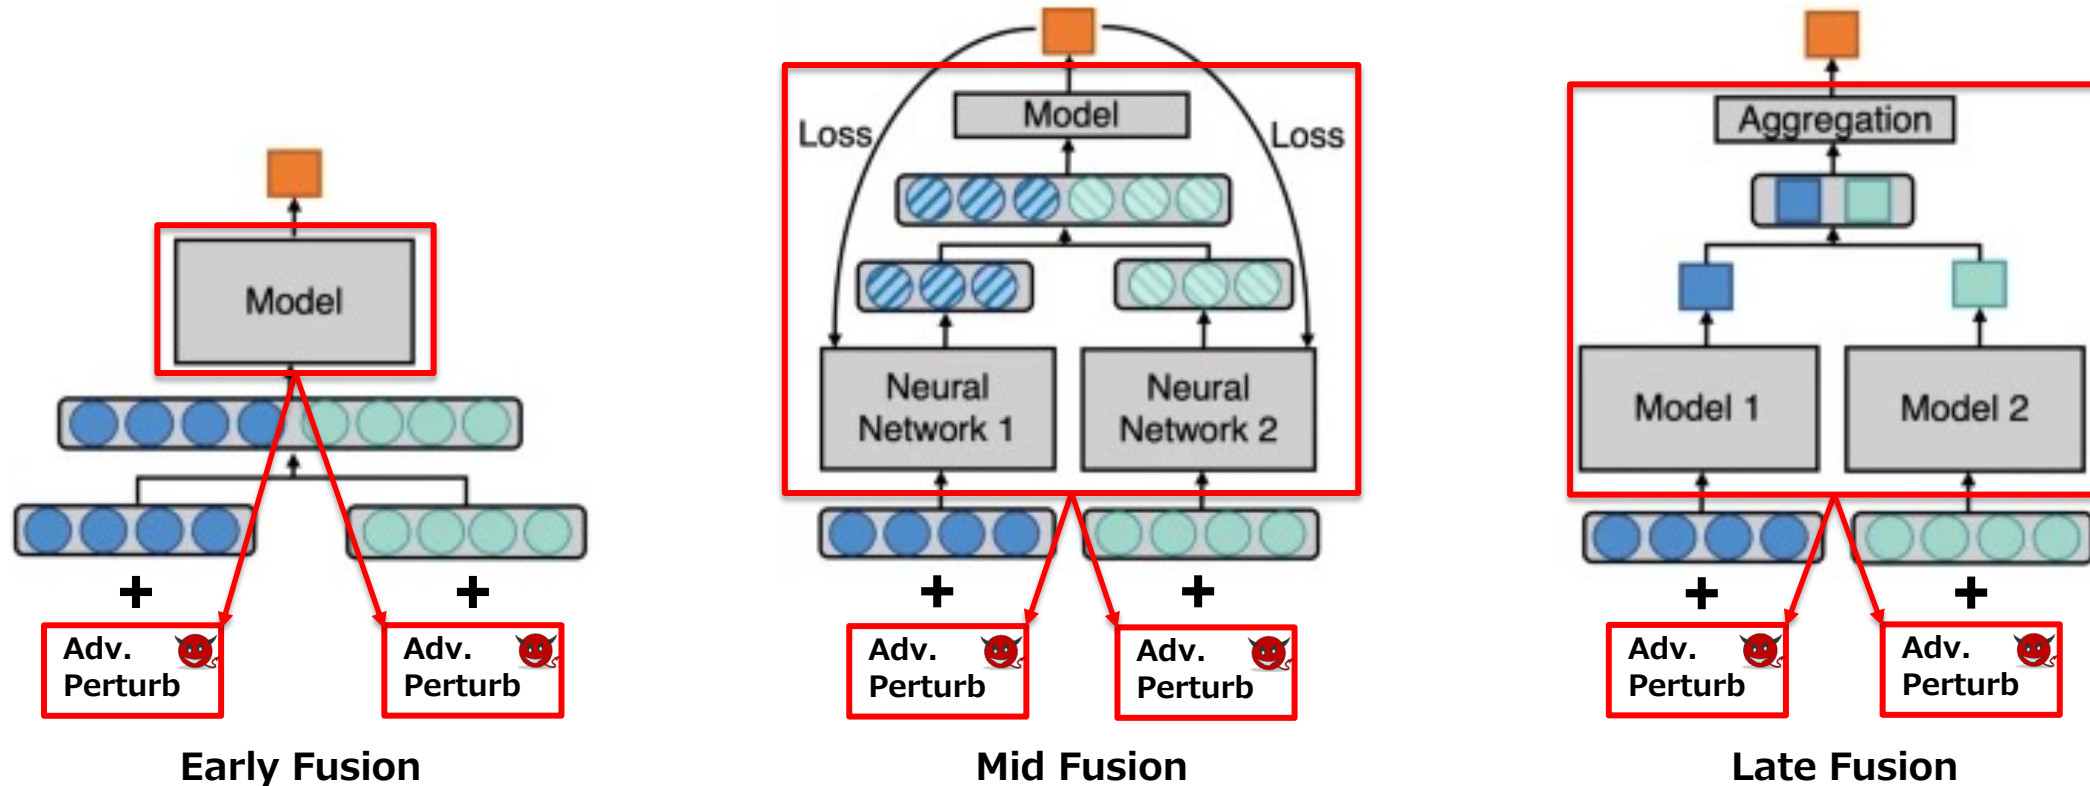 Model
Adv.
Perturb
Adv.
Perturb
Early Fusion
Model
Loss
Loss
Neural
Network 1
Neural
Network 2
Adv.
Perturb
Adv.
Perturb
Mid Fusion
Aggregation
Model 1
Model 2
Adv.
Perturb
Adv.
Perturb
Late Fusion